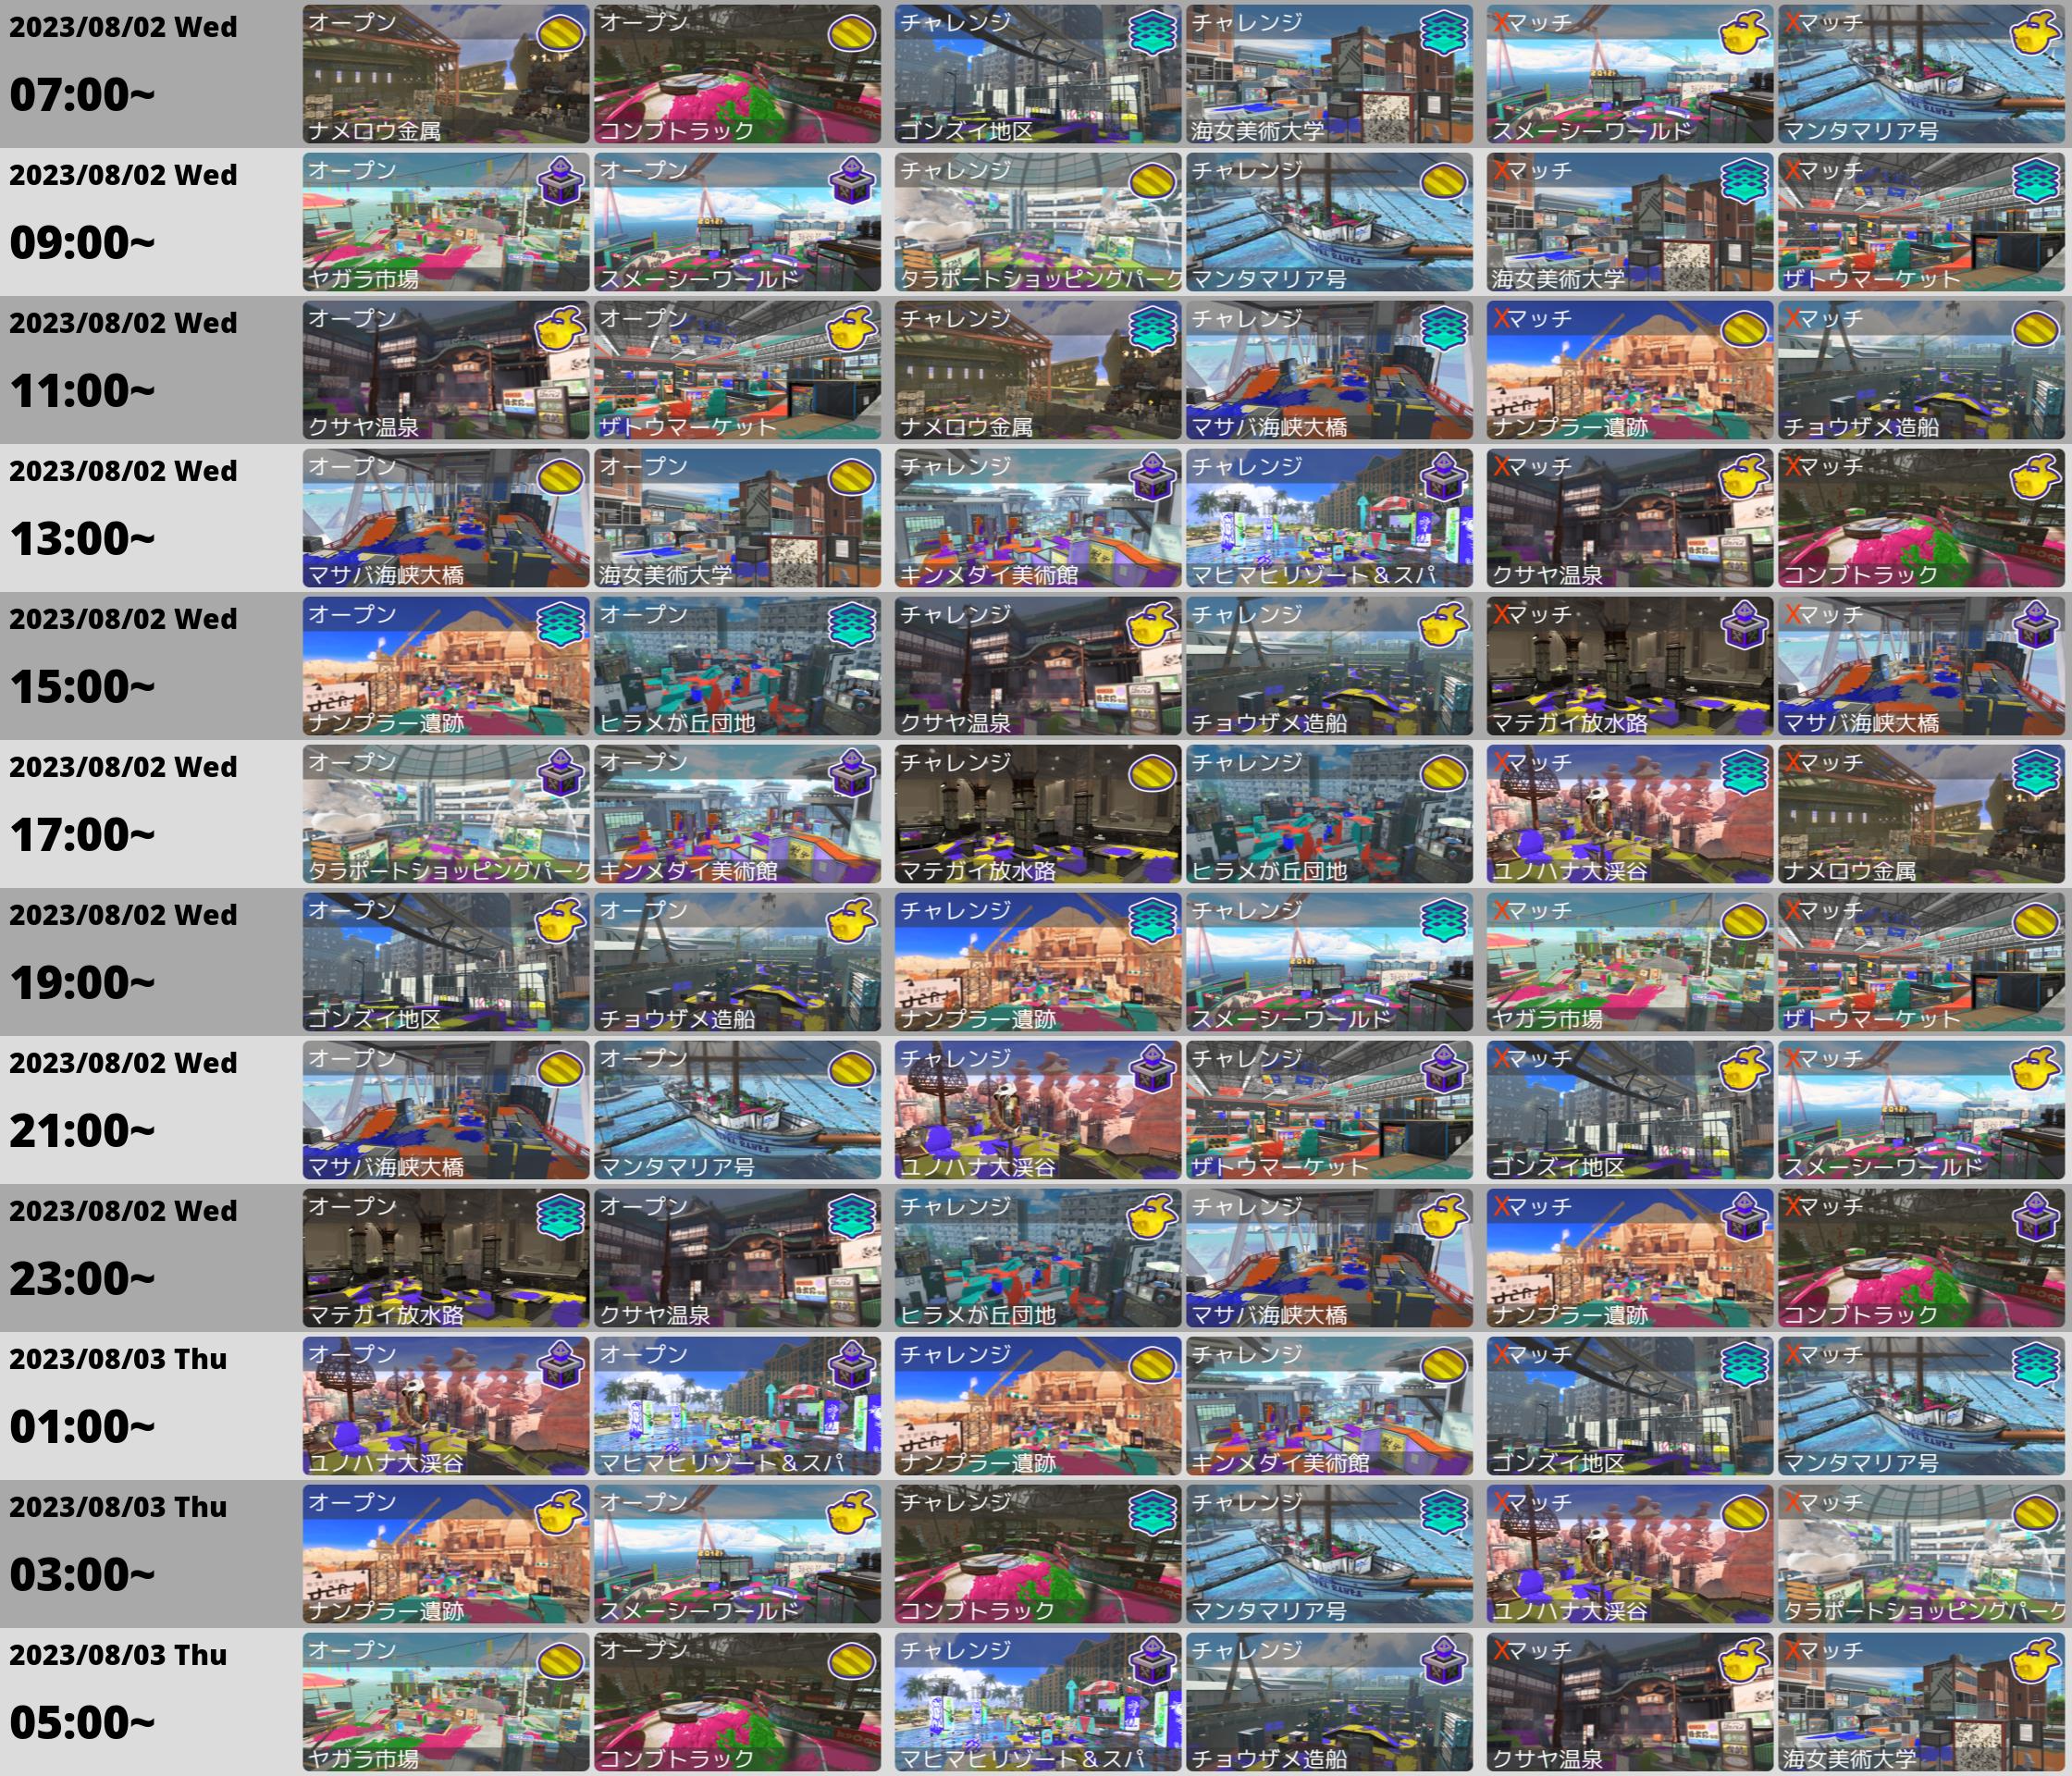 2023/08/02 Wed
07:00~
オープン オープン チャレンジ チャレンジ Xマッチ Xマッチ
ナメロウ金属 コンブトラック ゴンズイ地区 海女美術大学 スメーシーワールド マンタマリア号
2023/08/02 Wed
09:00~
オープン オープン チャレンジ チャレンジ Xマッチ Xマッチ
ヤガラ市場 スメーシーワールド タラポートショッピングパーク マンタマリア号 海女美術大学 ザトウマーケット
2023/08/02 Wed
11:00~
オープン オープン チャレンジ チャレンジ Xマッチ Xマッチ
クサヤ温泉 ザトウマーケット ナメロウ金属 マサバ海峡大橋 ナンプラー遺跡 チョウザメ造船
2023/08/02 Wed
13:00~
オープン オープン チャレンジ チャレンジ Xマッチ Xマッチ
マサバ海峡大橋 海女美術大学 キンメダイ美術館 マヒマヒリゾート＆スパ クサヤ温泉 コンブトラック
2023/08/02 Wed
15:00~
オープン オープン チャレンジ チャレンジ Xマッチ Xマッチ
ナンプラー遺跡 ヒラメが丘団地 クサヤ温泉 チョウザメ造船 マテガイ放水路 マサバ海峡大橋
2023/08/02 Wed
17:00~
オープン オープン チャレンジ チャレンジ Xマッチ Xマッチ
タラポートショッピングパーク キンメダイ美術館 マテガイ放水路 ヒラメが丘団地 ユノハナ大渓谷 ナメロウ金属
2023/08/02 Wed
19:00~
オープン オープン チャレンジ チャレンジ Xマッチ Xマッチ
ゴンズイ地区 チョウザメ造船 ナンプラー遺跡 スメーシーワールド ヤガラ市場 ザトウマーケット
2023/08/02 Wed
21:00~
オープン オープン チャレンジ チャレンジ Xマッチ Xマッチ
マサバ海峡大橋 マンタマリア号 ユノハナ大渓谷 ザトウマーケット ゴンズイ地区 スメーシーワールド
2023/08/02 Wed
23:00~
オープン オープン チャレンジ チャレンジ Xマッチ Xマッチ
マテガイ放水路 クサヤ温泉 ヒラメが丘団地 マサバ海峡大橋 ナンプラー遺跡 コンブトラック
2023/08/03 Thu
01:00~
オープン オープン チャレンジ チャレンジ Xマッチ Xマッチ
ユノハナ大渓谷 マヒマヒリゾート＆スパ ナンプラー遺跡 キンメダイ美術館 ゴンズイ地区 マンタマリア号
2023/08/03 Thu
03:00~
オープン オープン チャレンジ チャレンジ Xマッチ Xマッチ
ナンプラー遺跡 スメーシーワールド コンブトラック マンタマリア号 ユノハナ大渓谷 タラポートショッピングパーク
2023/08/03 Thu
05:00~
オープン オープン チャレンジ チャレンジ Xマッチ Xマッチ
ヤガラ市場 コンブトラック マヒマヒリゾート＆スパ チョウザメ造船 クサヤ温泉 海女美術大学